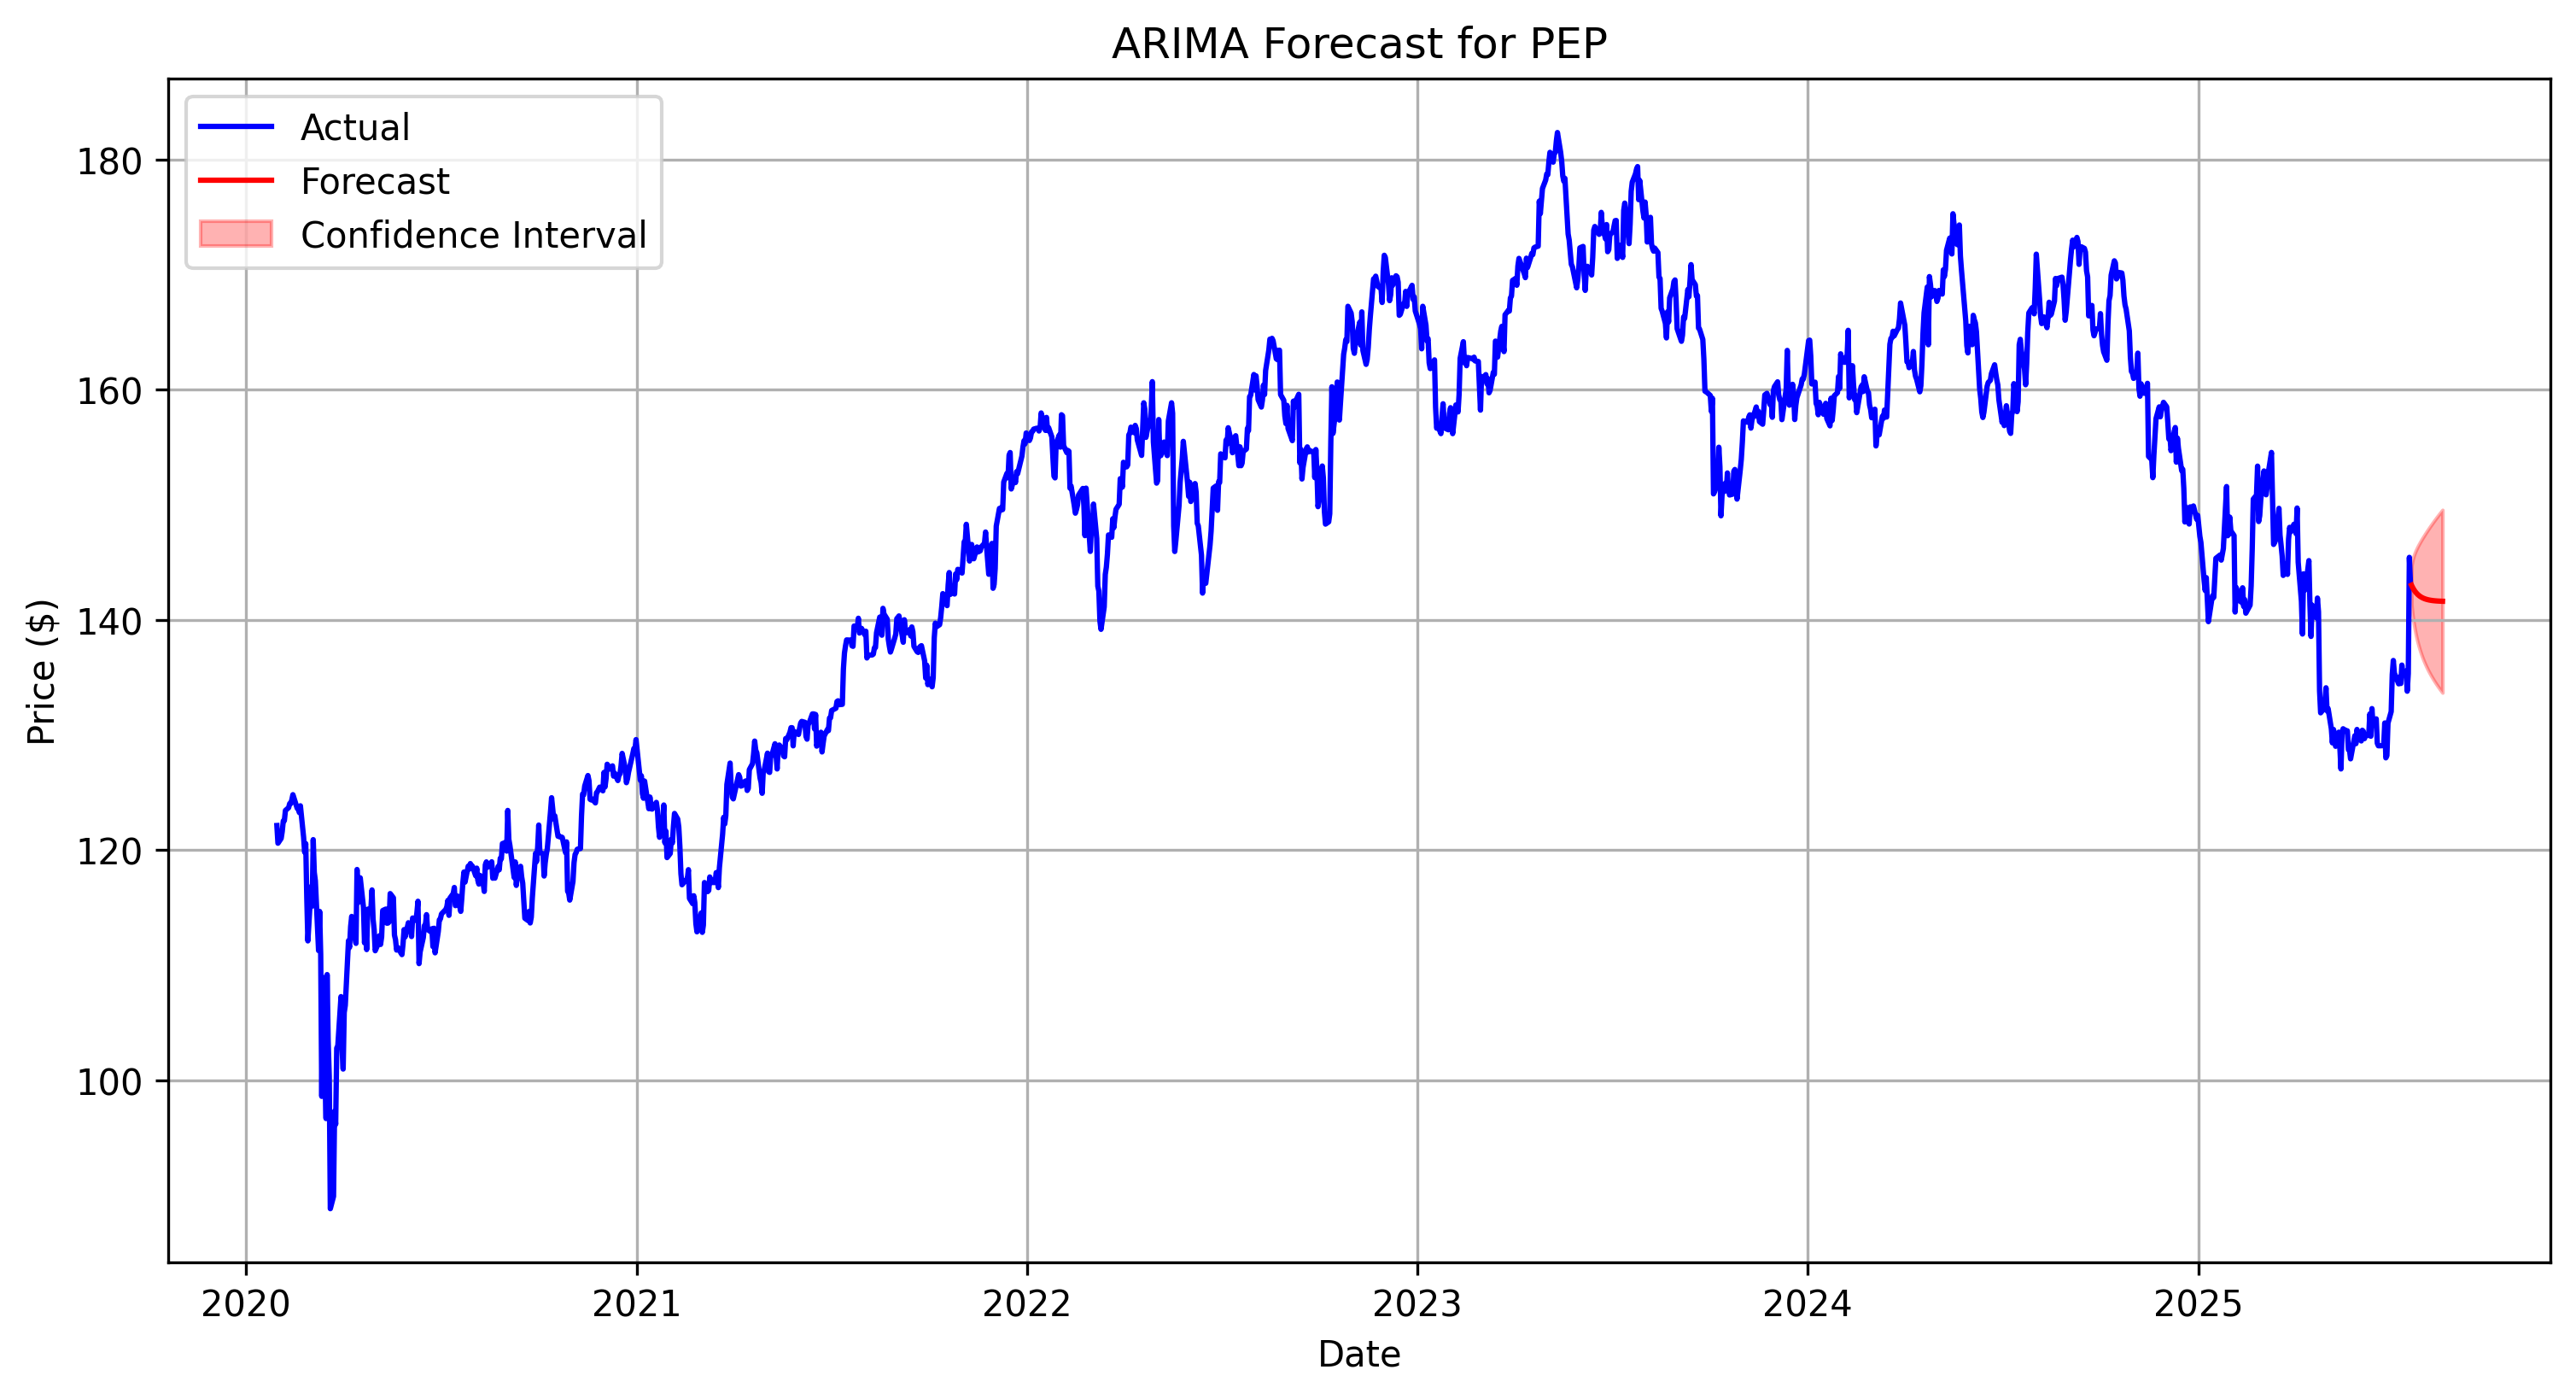 ARIMA Forecast for PEP
Actual
Forecast
Confidence Interval
180
160
140
120
100
Price ($)
2020 2021 2022 2023 2024 2025
Date